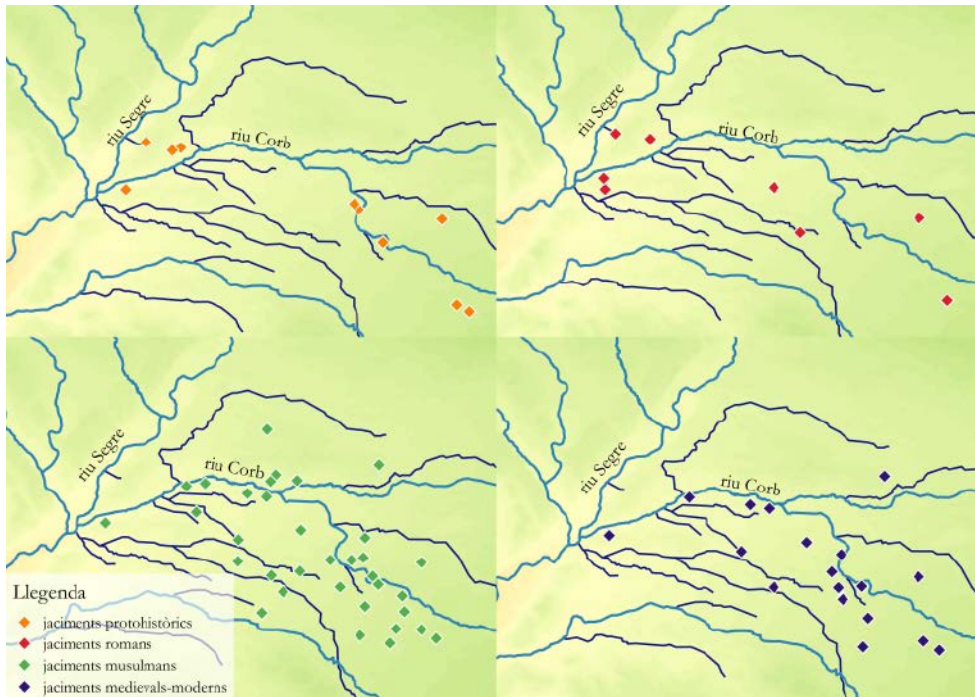 riu Segre
riu Corb
riu Segre
riu Corb
riu Segre
riu Corb
riu Segre
riu Corb
Llegenda
jaciments protohistòrics
jaciments romans
jaciments musulmans
jaciments medievals-moderns